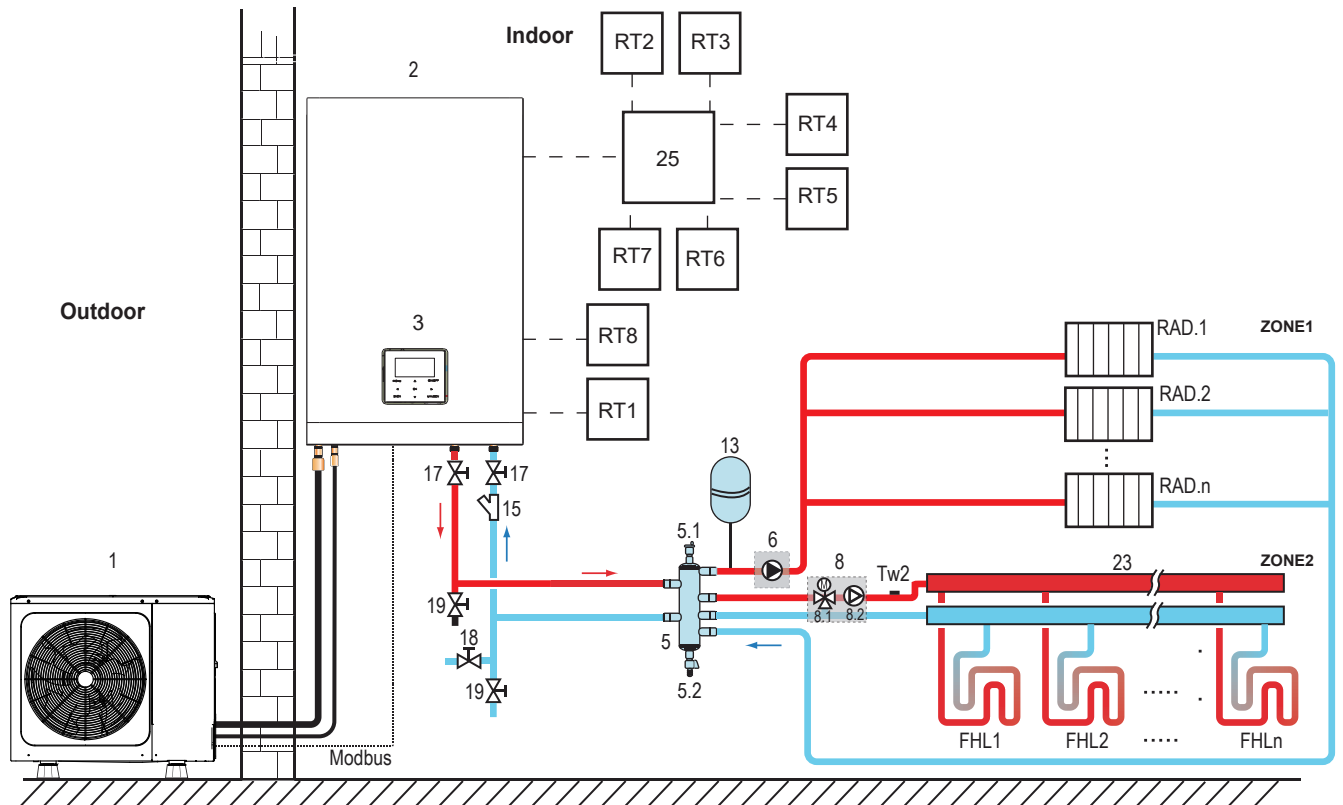 Indoor
RT2
RT3
2
RT4
25
RT5
RT7
RT6
Outdoor
3
RT8
RT1
RAD.1
ZONE1
RAD.2
RAD.n
17
17
13
15
5.1
6
1
8
Tw2
23
ZONE2
8.1
M
8.2
19
18
5
19
5.2
FHL1
FHL2
FHLn
Modbus